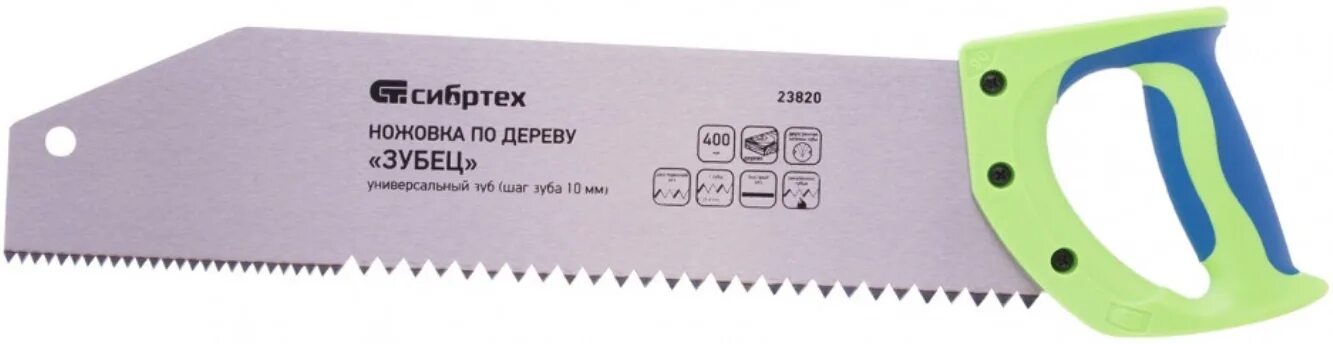 сибртех
23820
НОЖОВКА ПО ДЕРЕВУ
«ЗУБЕЦ»
универсальный зуб (шаг зуба 10 мм)
400